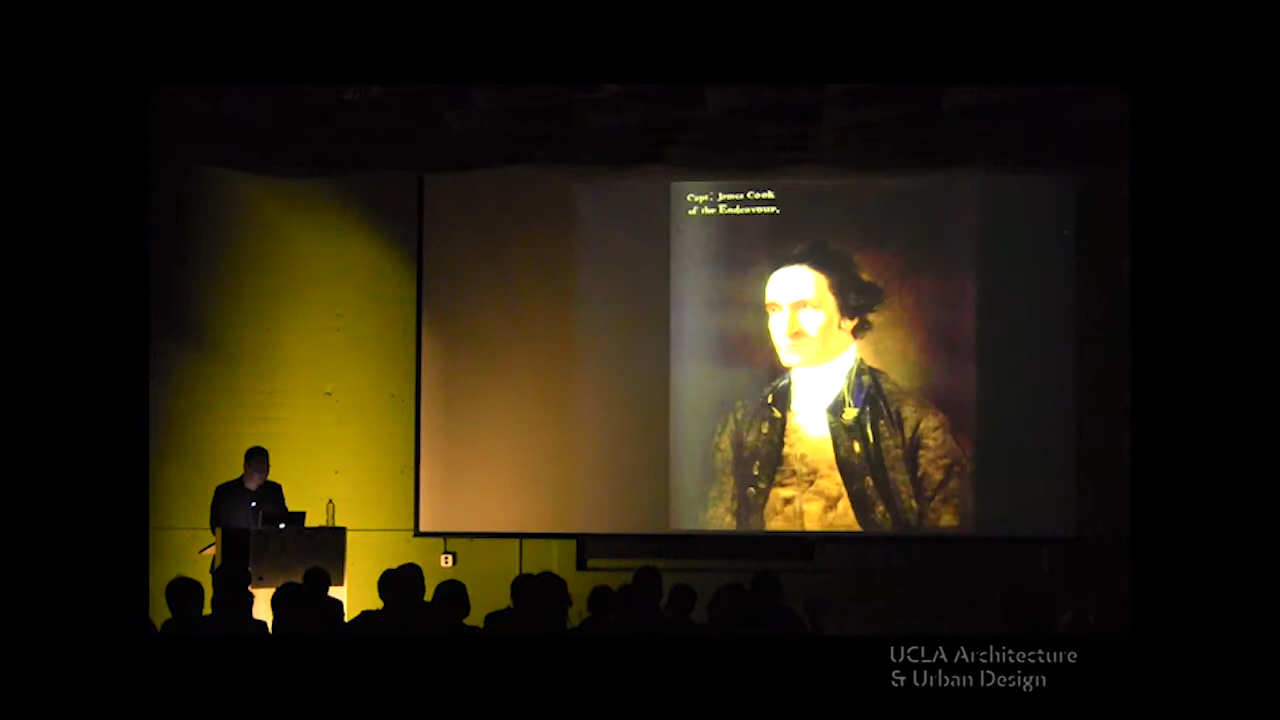 Capt: James Cook
of the Endeavour.
UCLA Architecture
& Urban Design